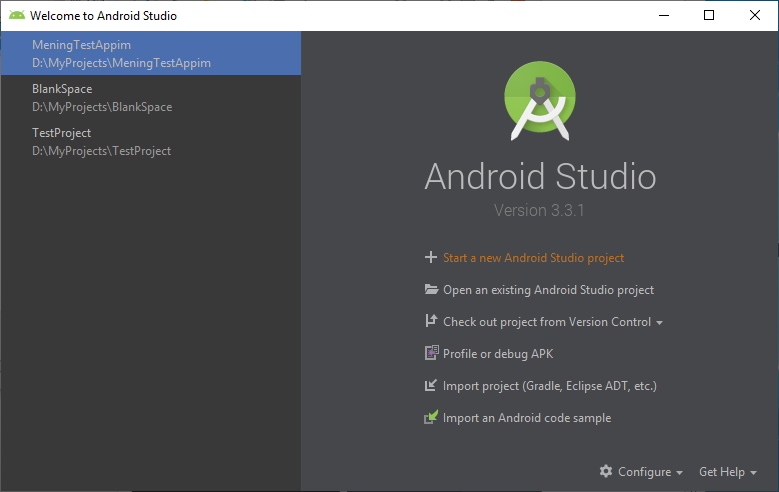 Welcome to Android Studio
MeningTestAppim
D:\MyProjects\MeningTestAppim
BlankSpace
D:\MyProjects\BlankSpace
TestProject
D:\MyProjects\TestProject
Android Studio
Version 3.3.1
Start a new Android Studio project
Open an existing Android Studio project
Check out project from Version Control
Profile or debug APK
Import project (Gradle, Eclipse ADT, etc.)
Import an Android code sample
Configure
Get Help